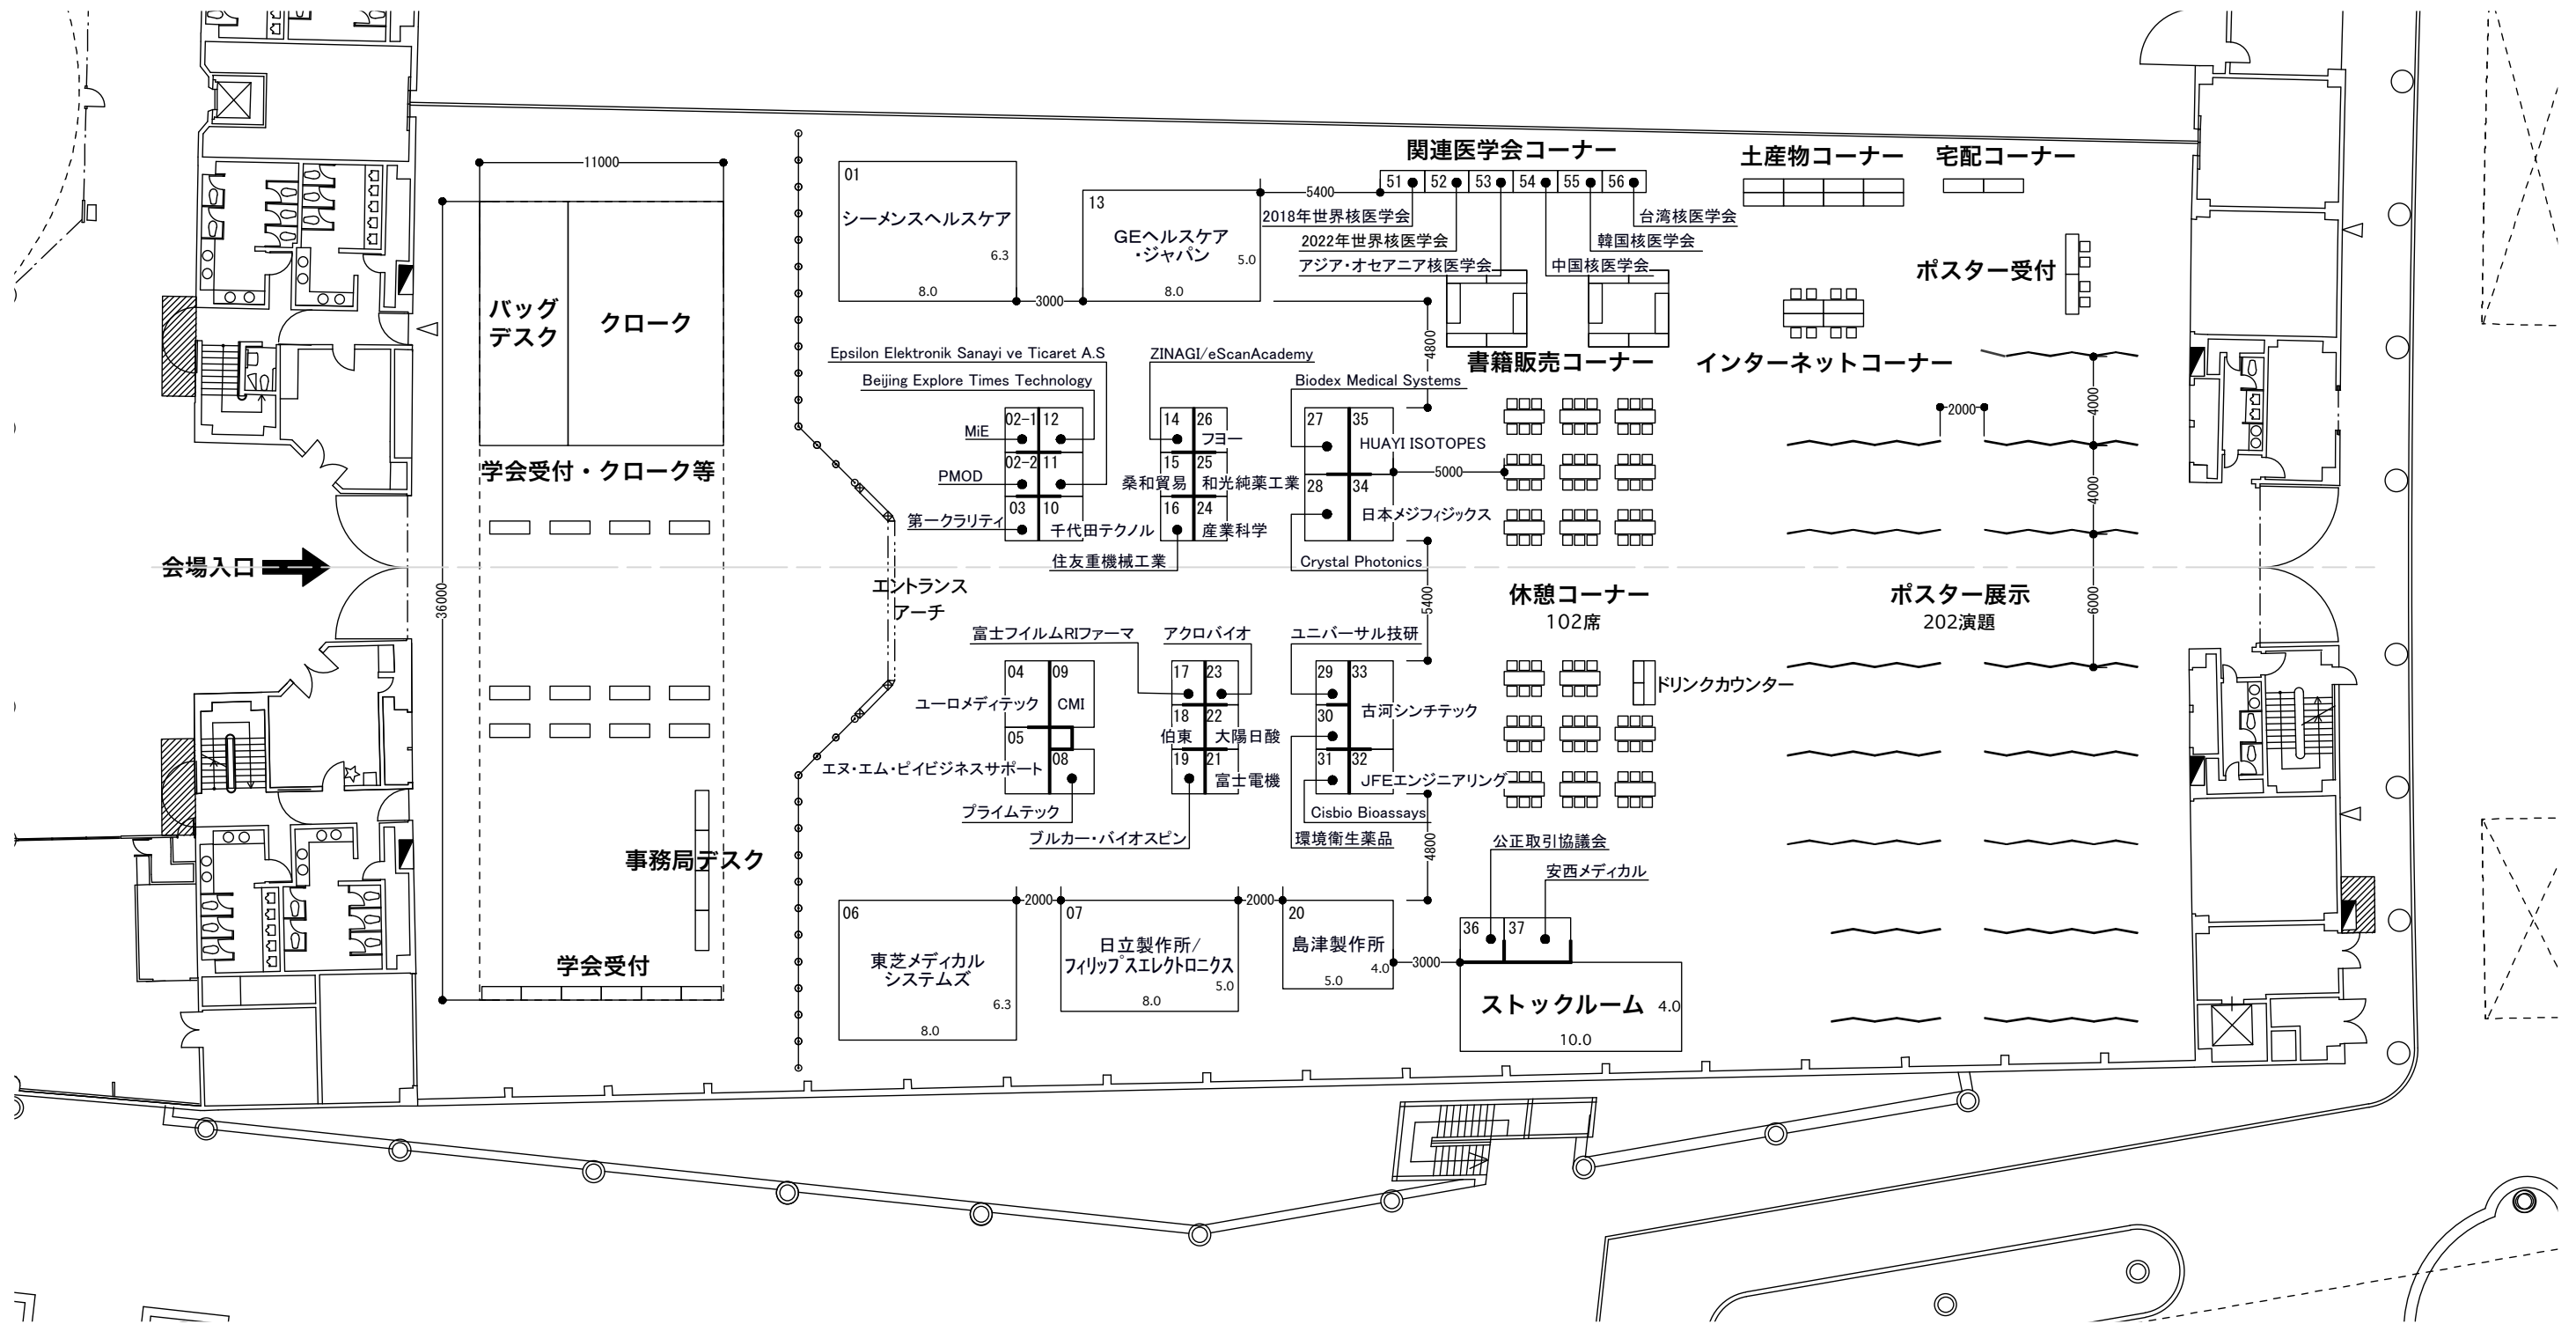 11000
36000
バッグ
デスク
クローク
学会受付・クローク等
会場入口
事務局デスク
学会受付
エントランス
アーチ
01
シーメンスヘルスケア
6.3
8.0
3000
13
GEヘルスケア
・ジャパン
5.0
8.0
5400
関連医学会コーナー
51
52
53
54
55
56
2018年世界核医学会
2022年世界核医学会
アジア・オセアニア核医学会
台湾核医学会
韓国核医学会
中国核医学会
土産物コーナー
宅配コーナー
ポスター受付
書籍販売コーナー
インターネットコーナー
4800
Epsilon Elektronik Sanayi ve Ticaret A.S
Beijing Explore Times Technology
MiE
PMOD
第一クラリティ
02-1
12
02-2
11
03
10
千代田テクノル
ZINAGI/eScanAcademy
14
26
フヨー
15
25
桑和貿易
和光純薬工業
16
24
産業科学
住友重機械工業
Biodex Medical Systems
27
35
HUAYI ISOTOPES
28
34
日本メジフィジックス
Crystal Photonics
5000
5400
2000
4000
4000
6000
休憩コーナー
102席
ポスター展示
202演題
ドリンクカウンター
富士フイルムRIファーマ
アクロバイオ
ユニバーサル技研
04
09
ユーロメディテック
CMI
05
エヌ・エム・ピイビジネスサポート
08
プライムテック
17
23
18
22
伯東
大陽日酸
19
21
富士電機
ブルカー・バイオスピン
29
33
古河シンチテック
30
31
32
JFEエンジニアリング
Cisbio Bioassays
環境衛生薬品
4800
公正取引協議会
安西メディカル
06
東芝メディカル
システムズ
6.3
8.0
2000
07
日立製作所/
フィリップスエレクトロニクス
5.0
8.0
2000
20
島津製作所
4.0
5.0
3000
36
37
ストックルーム
4.0
10.0